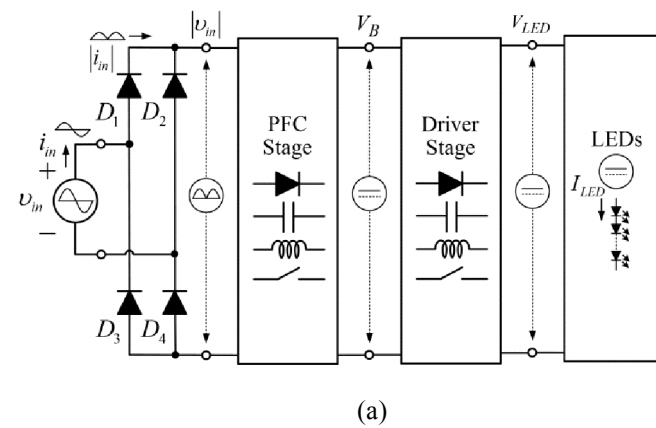 |υ_in| V_B V_LED
|i_in|
D_1 D_2
PFC
Stage
Driver
Stage
LEDs
i_in
+
υ_in
−
I_LED
D_3 D_4
(a)